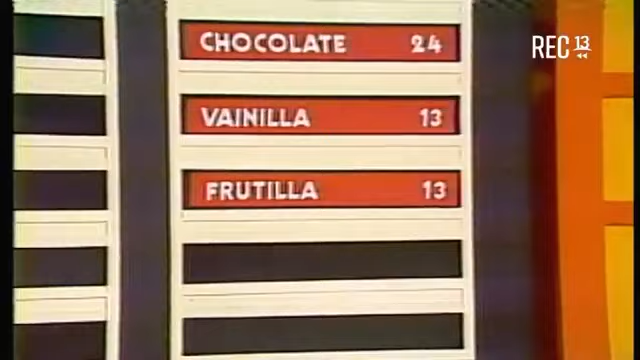 CHOCOLATE 24
REC 13
VAINILLA 13
FRUTILLA 13